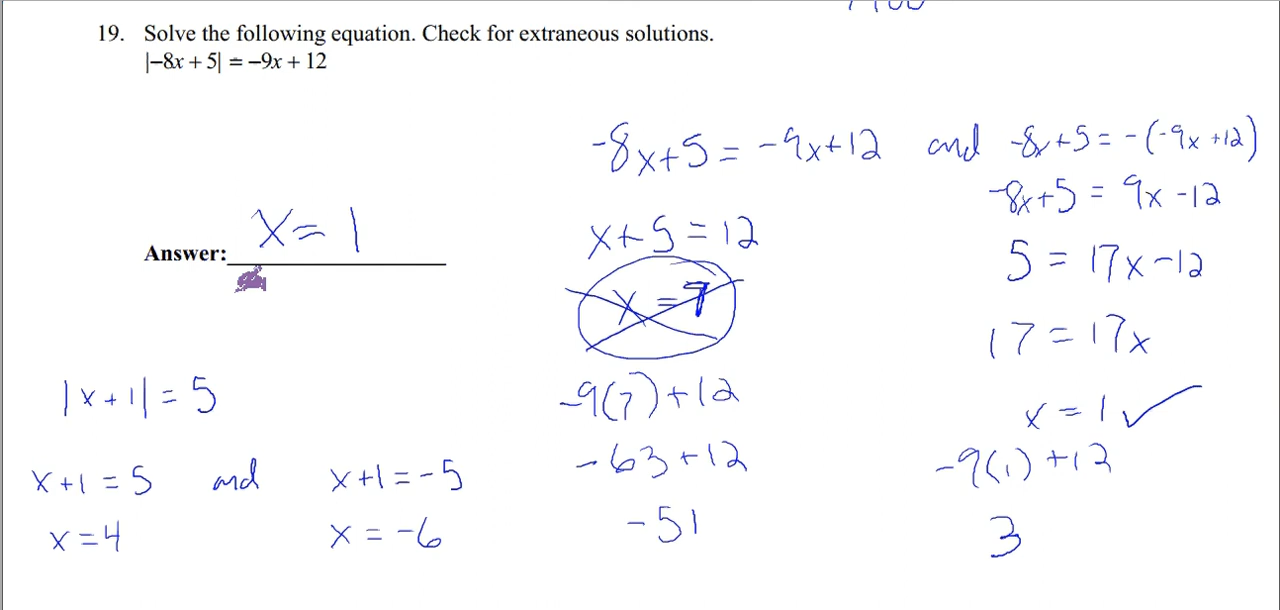 19. Solve the following equation. Check for extraneous solutions.
|−8x + 5| = −9x + 12
Answer: x = 1
-8x+5 = -9x+12 and -8x+5 = -(-9x+12)
-8x+5 = 9x-12
x+5 = 12
5 = 17x-12
x = 7
17 = 17x
|x+1| = 5
-9(7)+12
x = 1 ✓
x+1 = 5 and x+1 = -5
-63+12
-9(1)+12
x = 4
x = -6
-51
3